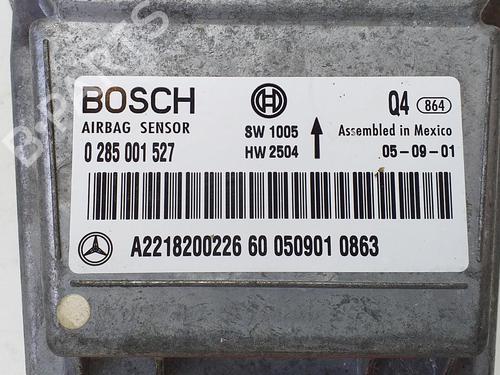 B-PARTS
BOSCH
AIRBAG SENSOR
0 285 001 527
SW 1005
HW 2504
Q4 864
Assembled in Mexico
05-09-01
A2218200226 60 050901 0863